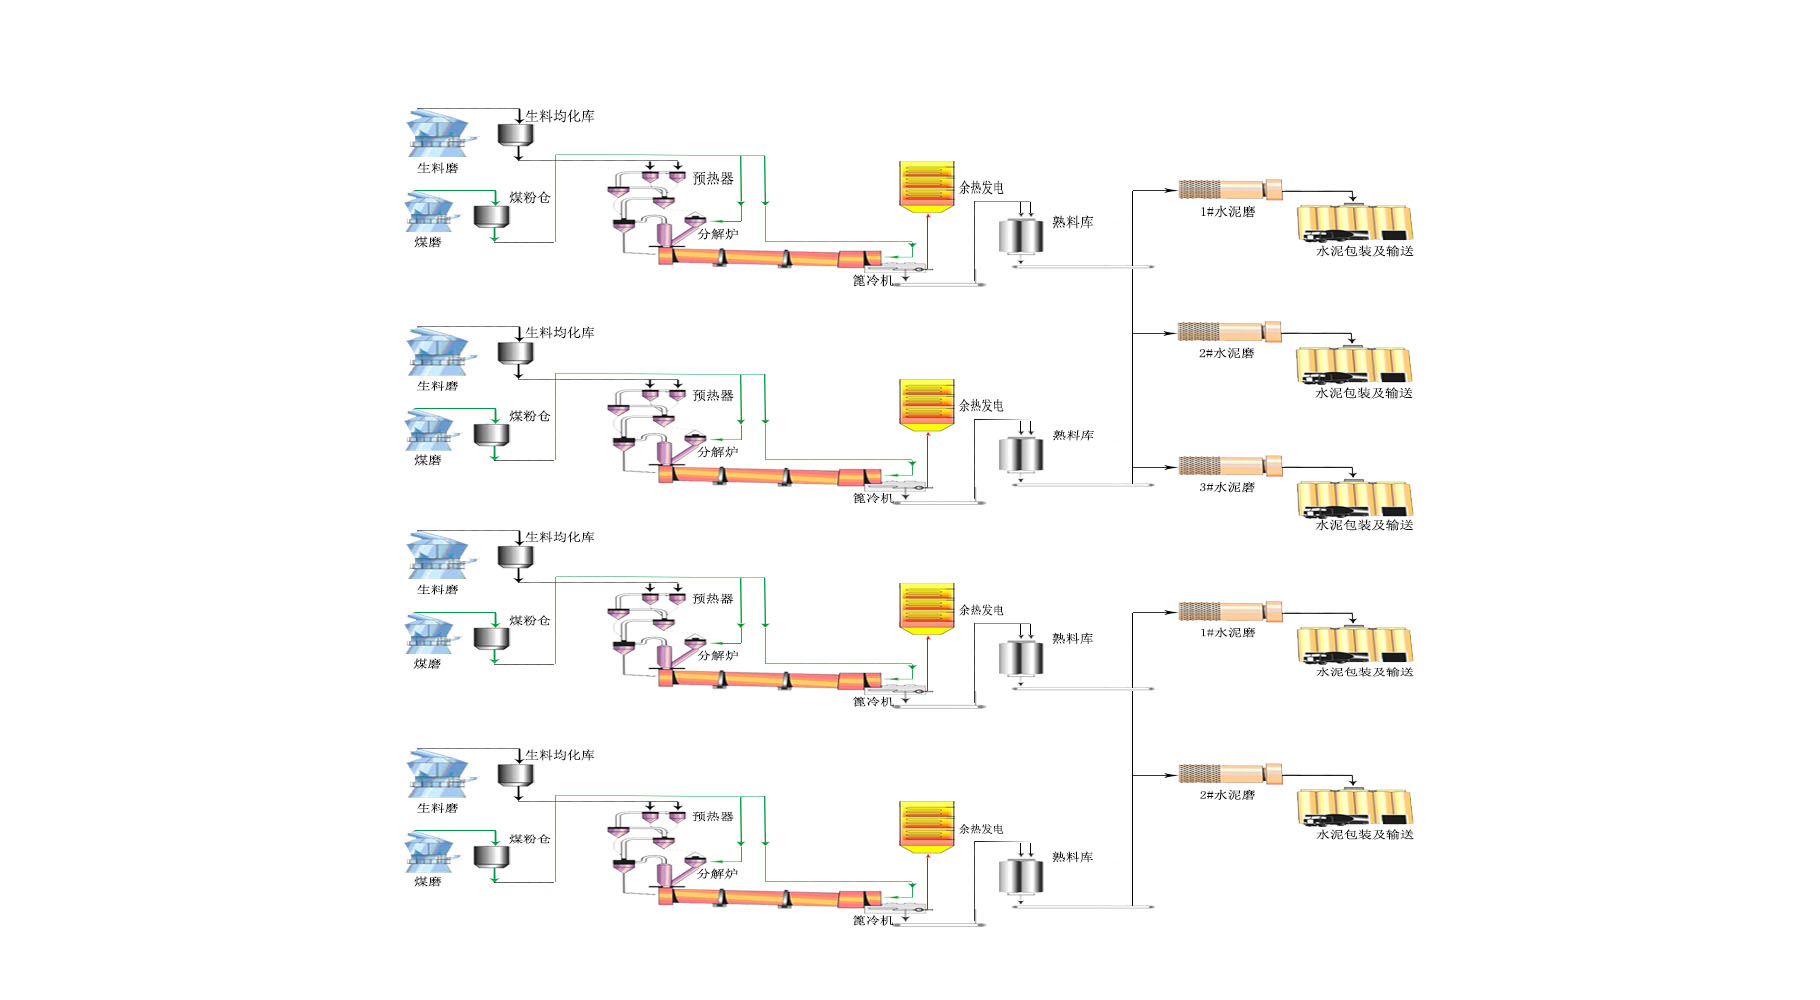 生料均化库
生料磨
煤粉仓
煤磨
预热器
分解炉
余热发电
篦冷机
熟料库
1#水泥磨
水泥包装及输送
生料均化库
生料磨
煤粉仓
煤磨
预热器
分解炉
余热发电
篦冷机
熟料库
2#水泥磨
水泥包装及输送
3#水泥磨
水泥包装及输送
生料均化库
生料磨
煤粉仓
煤磨
预热器
分解炉
余热发电
篦冷机
熟料库
1#水泥磨
水泥包装及输送
生料均化库
生料磨
煤粉仓
煤磨
预热器
分解炉
余热发电
篦冷机
熟料库
2#水泥磨
水泥包装及输送